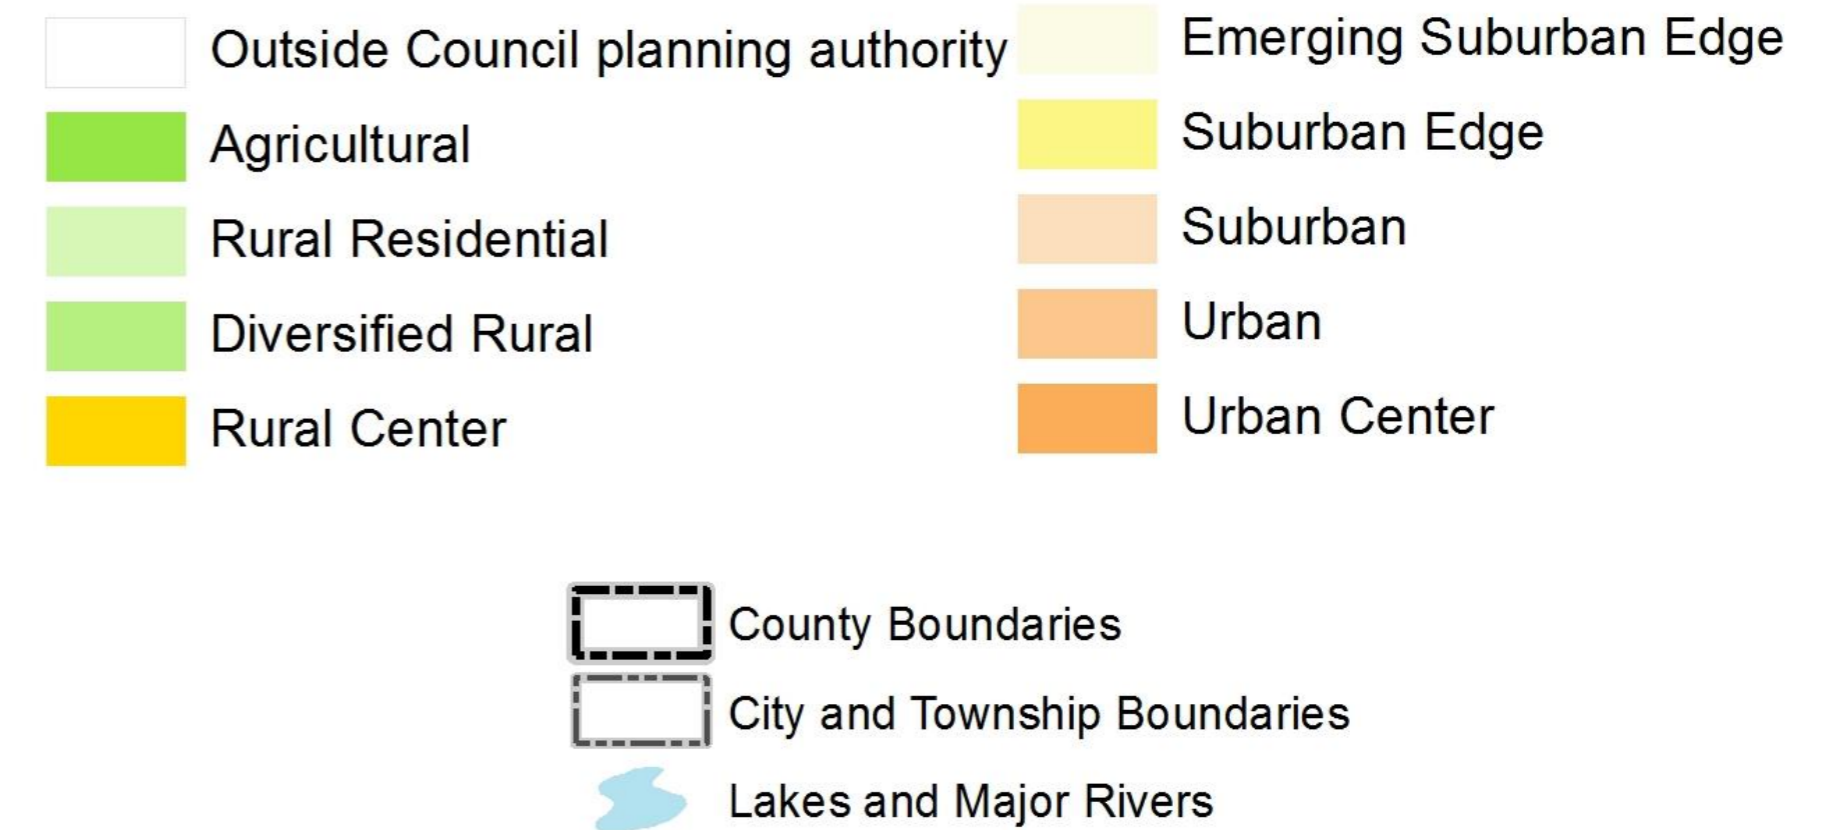 Outside Council planning authority
Agricultural
Rural Residential
Diversified Rural
Rural Center
Emerging Suburban Edge
Suburban Edge
Suburban
Urban
Urban Center
County Boundaries
City and Township Boundaries
Lakes and Major Rivers